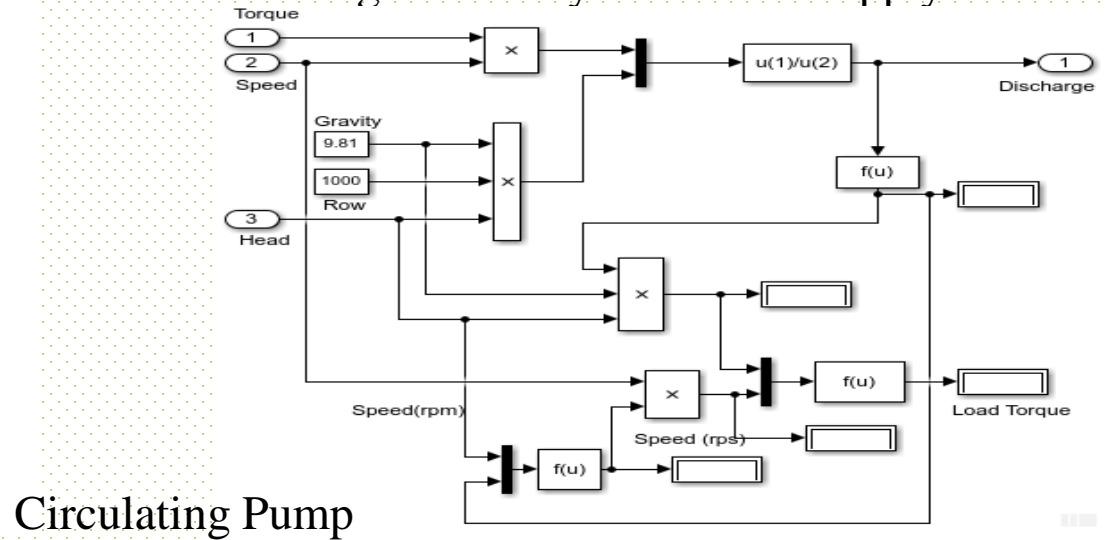 Torque
1
×
2
Speed
u(1)/u(2)
1
Discharge
Gravity
9.81
×
1000
Row
f(u)
3
Head
×
×
f(u)
Speed(rpm)
Load Torque
Speed (rps)
f(u)
Circulating Pump